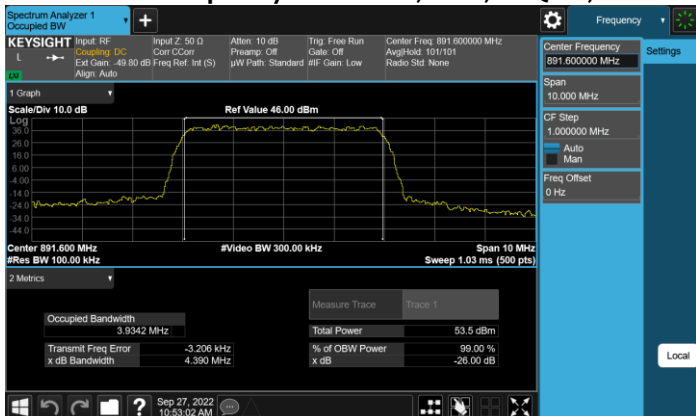 Spectrum Analyzer 1
Occupied BW
Frequency
KEYSIGHT
L
Input: RF
Coupling: DC
Ext Gain: -49.80 dB
Align: Auto
Input Z: 50 Ω
Corr CCorr
Freq Ref: Int (S)
Atten: 10 dB
Preamp: Off
µW Path: Standard
Trig: Free Run
Gate: Off
#IF Gain: Low
Center Freq: 891.600000 MHz
Avg|Hold: 101/101
Radio Std: None
Center Frequency
891.600000 MHz
Settings
Span
10.000 MHz
CF Step
1.000000 MHz
Auto
Man
Freq Offset
0 Hz
Local
1 Graph
Scale/Div 10.0 dB
Ref Value 46.00 dBm
Log
36.0
26.0
16.0
6.00
-4.00
-14.0
-24.0
-34.0
-44.0
Center 891.600 MHz
#Video BW 300.00 kHz
Span 10 MHz
#Res BW 100.00 kHz
Sweep 1.03 ms (500 pts)
2 Metrics
Measure Trace
Trace 1
Occupied Bandwidth
3.9342 MHz
Total Power
53.5 dBm
Transmit Freq Error
-3.206 kHz
% of OBW Power
99.00 %
x dB Bandwidth
4.390 MHz
x dB
-26.00 dB
?
Sep 27, 2022
10:53:02 AM